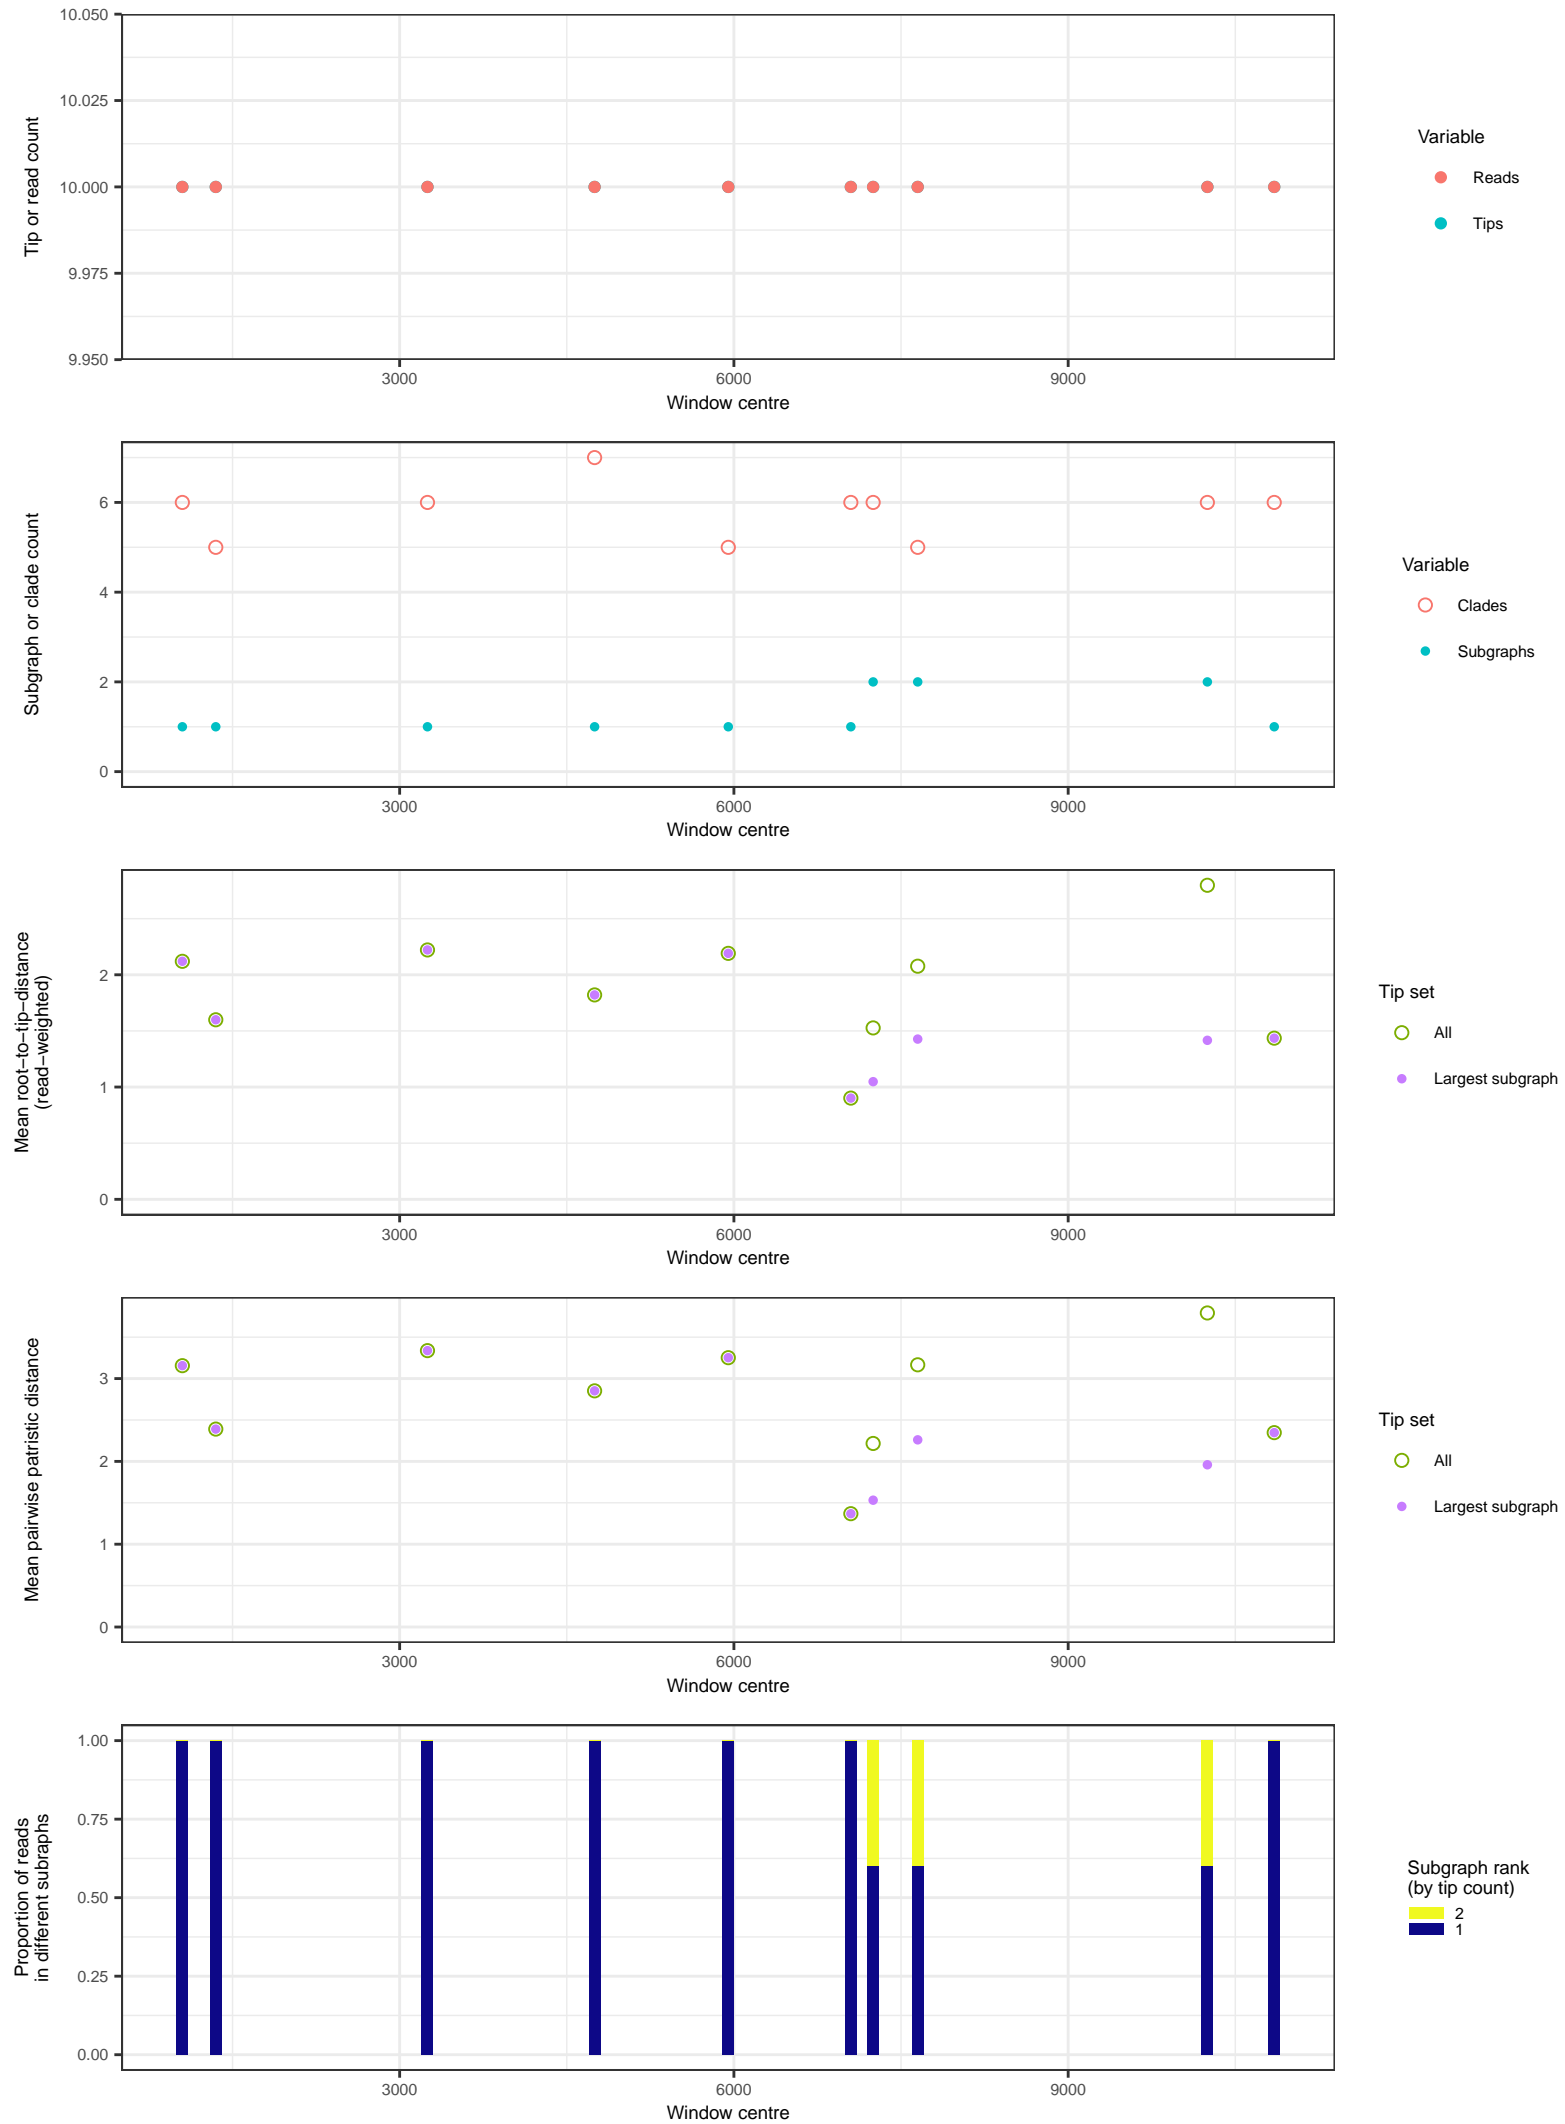 10.050
10.025
10.000
9.975
9.950
Tip or read count
3000 6000 9000
Window centre
Variable
Reads
Tips
6
4
2
0
Subgraph or clade count
3000 6000 9000
Window centre
Variable
Clades
Subgraphs
2
1
0
Mean root−to−tip−distance
(read−weighted)
3000 6000 9000
Window centre
Tip set
All
Largest subgraph
3
2
1
0
Mean pairwise patristic distance
3000 6000 9000
Window centre
Tip set
All
Largest subgraph
1.00
0.75
0.50
0.25
0.00
Proportion of reads
in different subraphs
3000 6000 9000
Window centre
Subgraph rank
(by tip count)
2
1